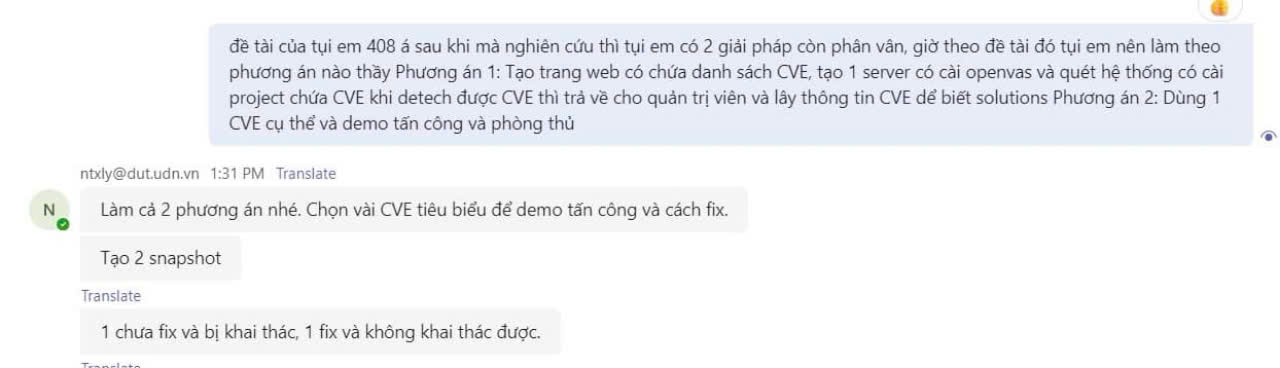 đề tài của tụi em 408 á sau khi mà nghiên cứu thì tụi em có 2 giải pháp còn phân vân, giờ theo đề tài đó tụi em nên làm theo
phương án nào thầy Phương án 1: Tạo trang web có chứa danh sách CVE, tạo 1 server có cài openvas và quét hệ thống có cài
project chứa CVE khi detech được CVE thì trả về cho quản trị viên và lây thông tin CVE dể biết solutions Phương án 2: Dùng 1
CVE cụ thể và demo tấn công và phòng thủ
ntxly@dut.udn.vn 1:31 PM Translate
N
Làm cả 2 phương án nhé. Chọn vài CVE tiêu biểu để demo tấn công và cách fix.
Tạo 2 snapshot
Translate
1 chưa fix và bị khai thác, 1 fix và không khai thác được.
Translate